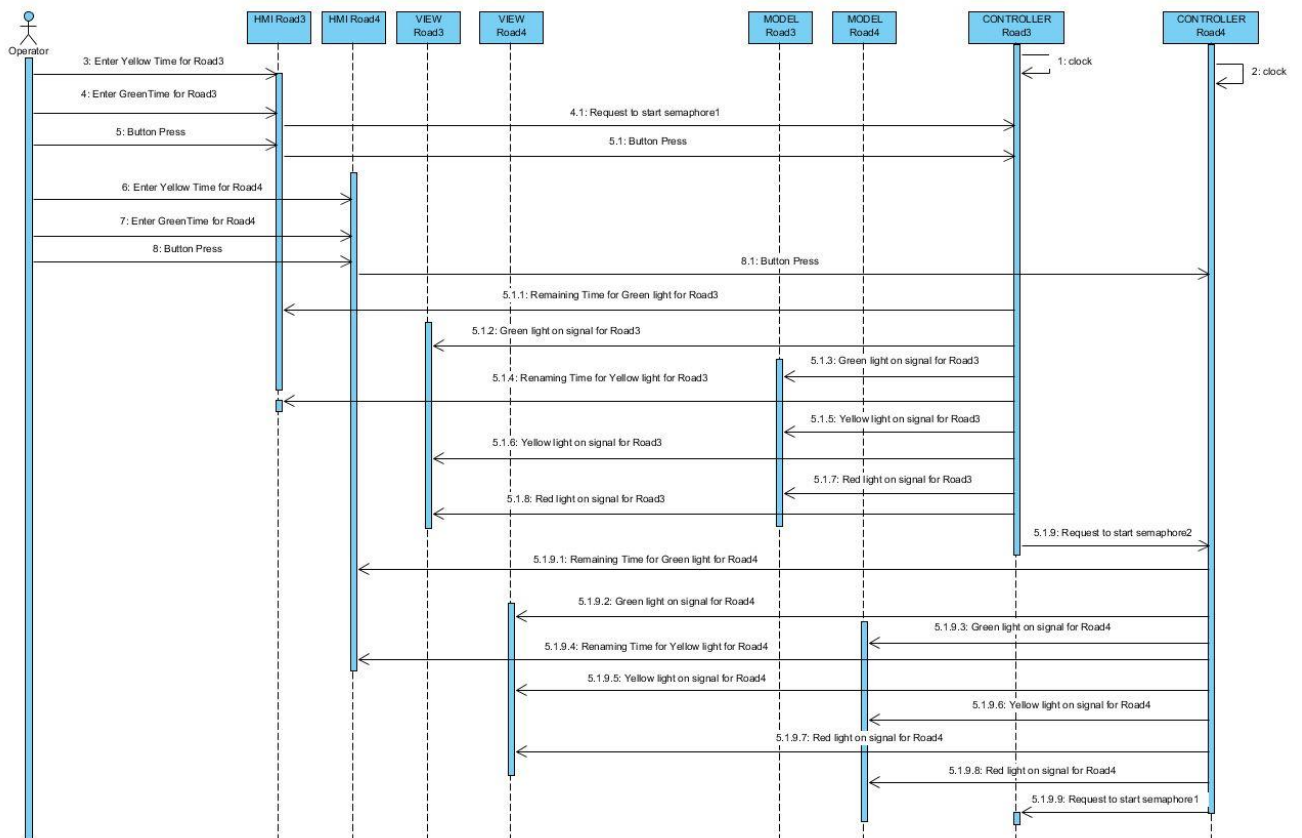 HMI Road3
HMI Road4
VIEW
Road3
VIEW
Road4
MODEL
Road3
MODEL
Road4
CONTROLLER
Road3
CONTROLLER
Road4
Operator
1: clock
2: clock
3: Enter Yellow Time for Road3
4: Enter GreenTime for Road3
4.1: Request to start semaphore1
5: Button Press
5.1: Button Press
6: Enter Yellow Time for Road4
7: Enter GreenTime for Road4
8: Button Press
8.1: Button Press
5.1.1: Remaining Time for Green light for Road3
5.1.2: Green light on signal for Road3
5.1.3: Green light on signal for Road3
5.1.4: Renaming Time for Yellow light for Road3
5.1.5: Yellow light on signal for Road3
5.1.6: Yellow light on signal for Road3
5.1.7: Red light on signal for Road3
5.1.8: Red light on signal for Road3
5.1.9: Request to start semaphore2
5.1.9.1: Remaining Time for Green light for Road4
5.1.9.2: Green light on signal for Road4
5.1.9.3: Green light on signal for Road4
5.1.9.4: Renaming Time for Yellow light for Road4
5.1.9.5: Yellow light on signal for Road4
5.1.9.6: Yellow light on signal for Road4
5.1.9.7: Red light on signal for Road4
5.1.9.8: Red light on signal for Road4
5.1.9.9: Request to start semaphore1